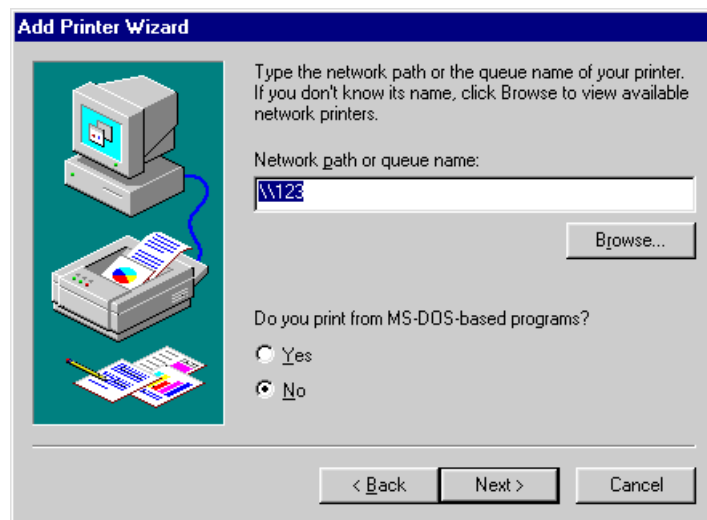 Add Printer Wizard
Type the network path or the queue name of your printer.
If you don't know its name, click Browse to view available
network printers.
Network path or queue name:
\\123
Browse...
Do you print from MS-DOS-based programs?
Yes
No
< Back Next > Cancel